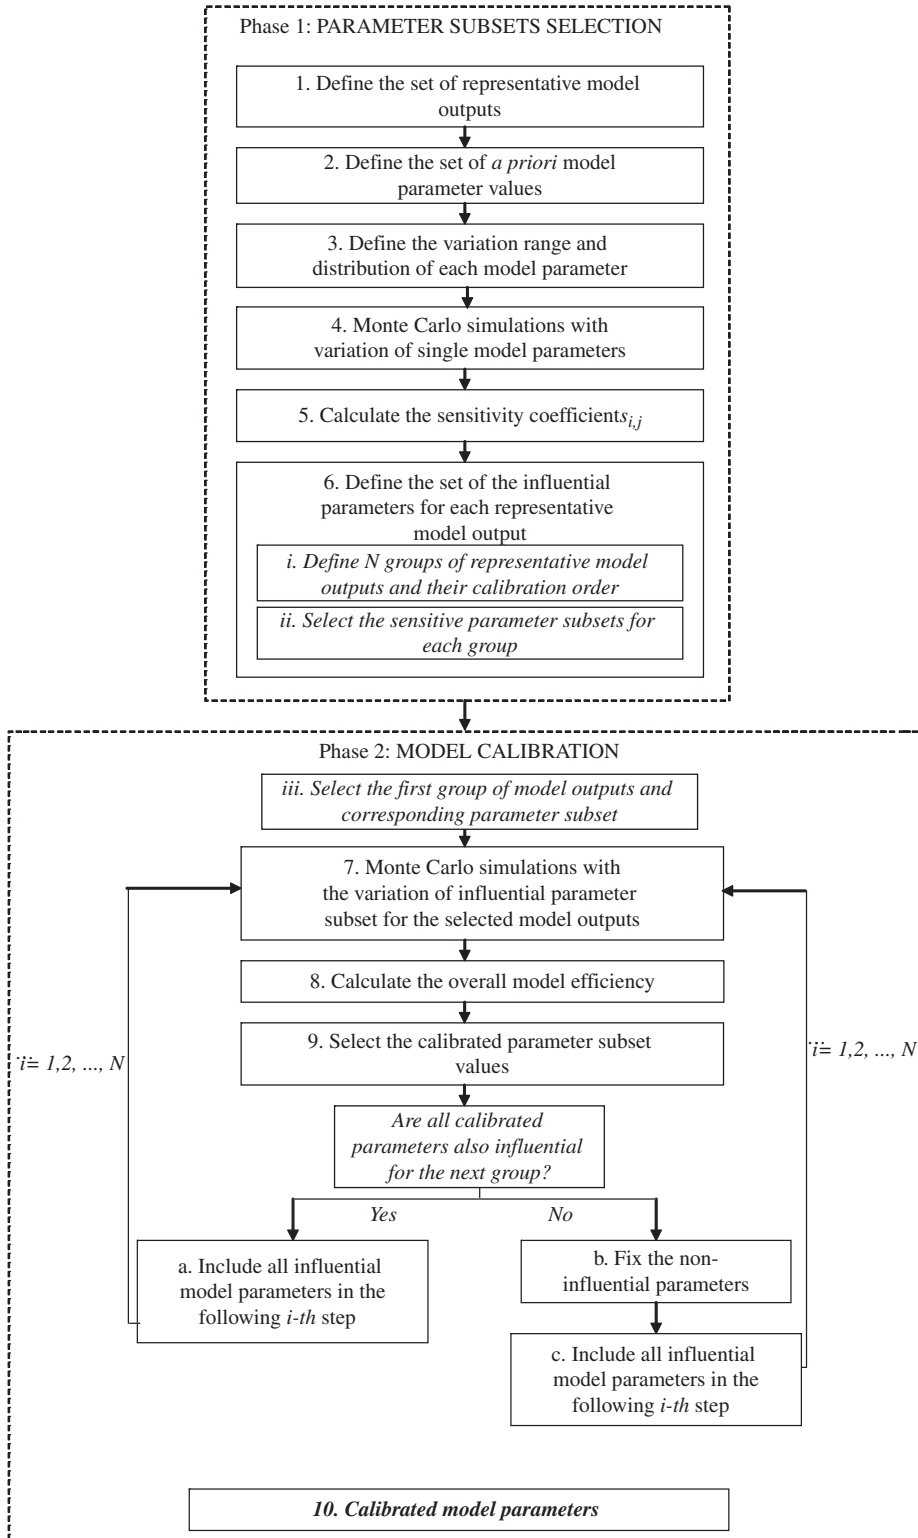 Phase 1: PARAMETER SUBSETS SELECTION
1. Define the set of representative model
outputs
2. Define the set of a priori model
parameter values
3. Define the variation range and
distribution of each model parameter
4. Monte Carlo simulations with
variation of single model parameters
5. Calculate the sensitivity coefficients_{i,j}
6. Define the set of the influential
parameters for each representative
model output
i. Define N groups of representative model
outputs and their calibration order
ii. Select the sensitive parameter subsets for
each group
Phase 2: MODEL CALIBRATION
iii. Select the first group of model outputs and
corresponding parameter subset
7. Monte Carlo simulations with
the variation of influential parameter
subset for the selected model outputs
8. Calculate the overall model efficiency
9. Select the calibrated parameter subset
values
i= 1,2, ..., N
i= 1,2, ..., N
Are all calibrated
parameters also influential
for the next group?
Yes
No
a. Include all influential
model parameters in the
following i-th step
b. Fix the non-
influential parameters
c. Include all influential
model parameters in the
following i-th step
10. Calibrated model parameters